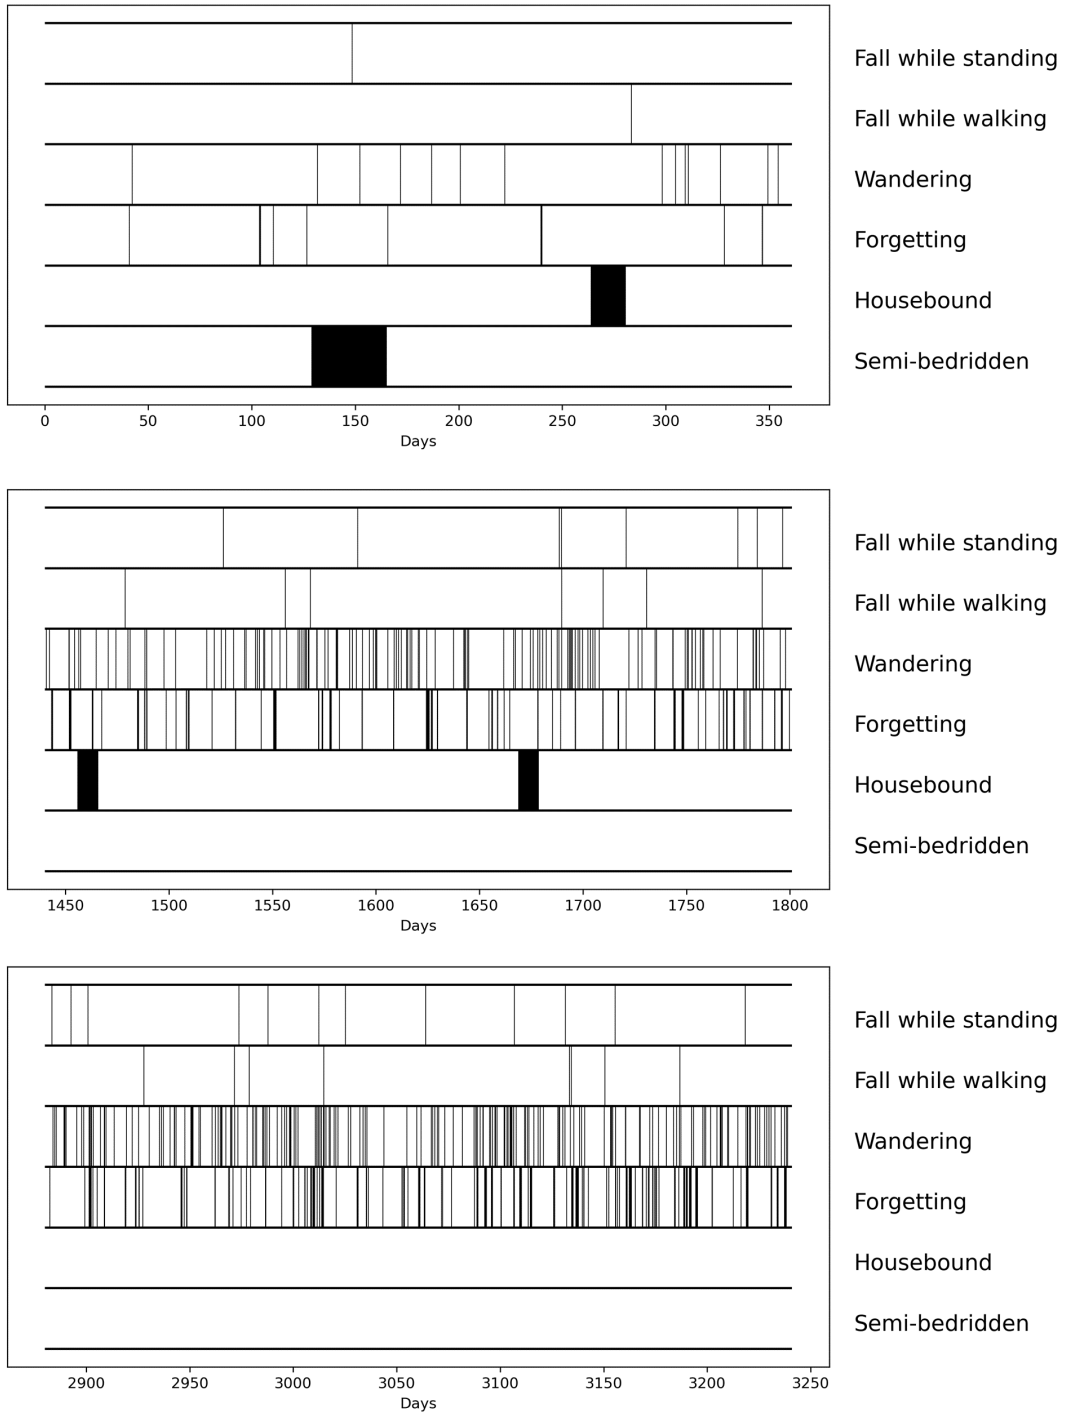 Fall while standing
Fall while walking
Wandering
Forgetting
Housebound
Semi-bedridden
0 50 100 150 200 250 300 350
Days
Fall while standing
Fall while walking
Wandering
Forgetting
Housebound
Semi-bedridden
1450 1500 1550 1600 1650 1700 1750 1800
Days
Fall while standing
Fall while walking
Wandering
Forgetting
Housebound
Semi-bedridden
2900 2950 3000 3050 3100 3150 3200 3250
Days